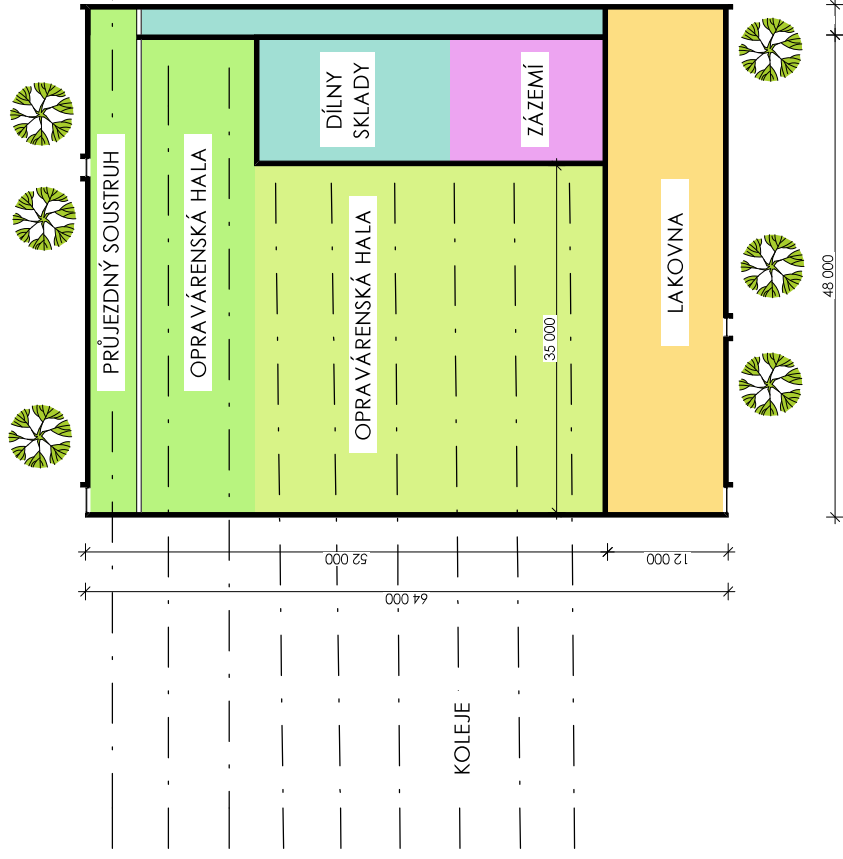 PRŮJEZDNÝ SOUSTRUH
OPRAVÁRENSKÁ HALA
DÍLNY
SKLADY
ZÁZEMÍ
OPRAVÁRENSKÁ HALA
LAKOVNA
35 000
48 000
52 000
12 000
64 000
KOLEJE